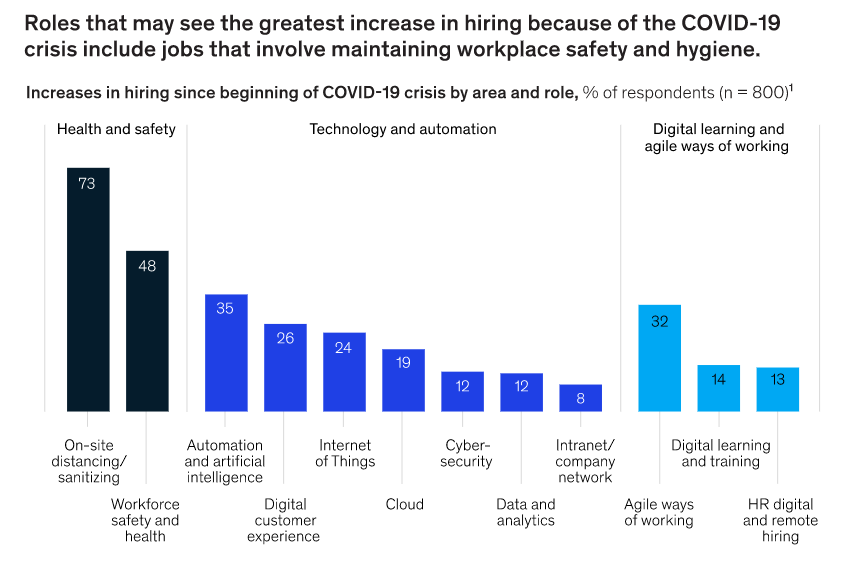 Roles that may see the greatest increase in hiring because of the COVID-19
crisis include jobs that involve maintaining workplace safety and hygiene.
Increases in hiring since beginning of COVID-19 crisis by area and role, % of respondents (n = 800)¹
Health and safety
Technology and automation
Digital learning and
agile ways of working
73
48
35
26
24
19
12
12
8
32
14
13
On-site
distancing/
sanitizing
Workforce
safety and
health
Automation
and artificial
intelligence
Digital
customer
experience
Internet
of Things
Cloud
Cyber-
security
Data and
analytics
Intranet/
company
network
Agile ways
of working
Digital learning
and training
HR digital
and remote
hiring